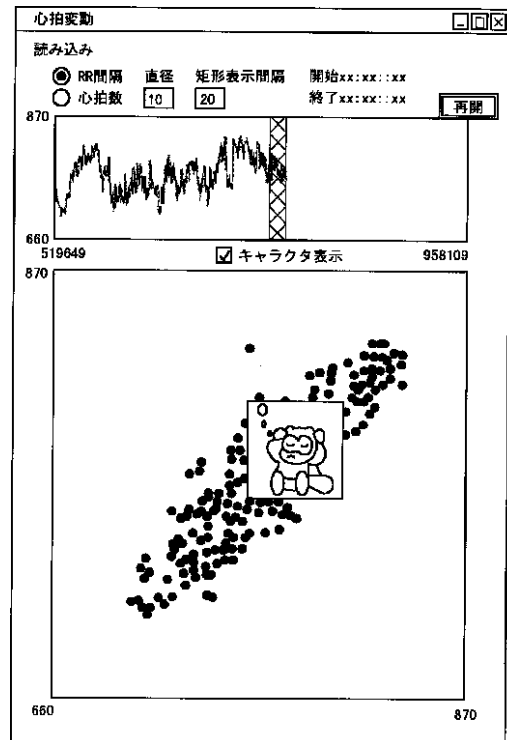 心拍変動
読み込み
RR間隔 直径 矩形表示間隔 開始xx:xx::xx
心拍数 10 20 終了xx:xx::xx 再開
870
660
519649 キャラクタ表示 958109
870
660 870